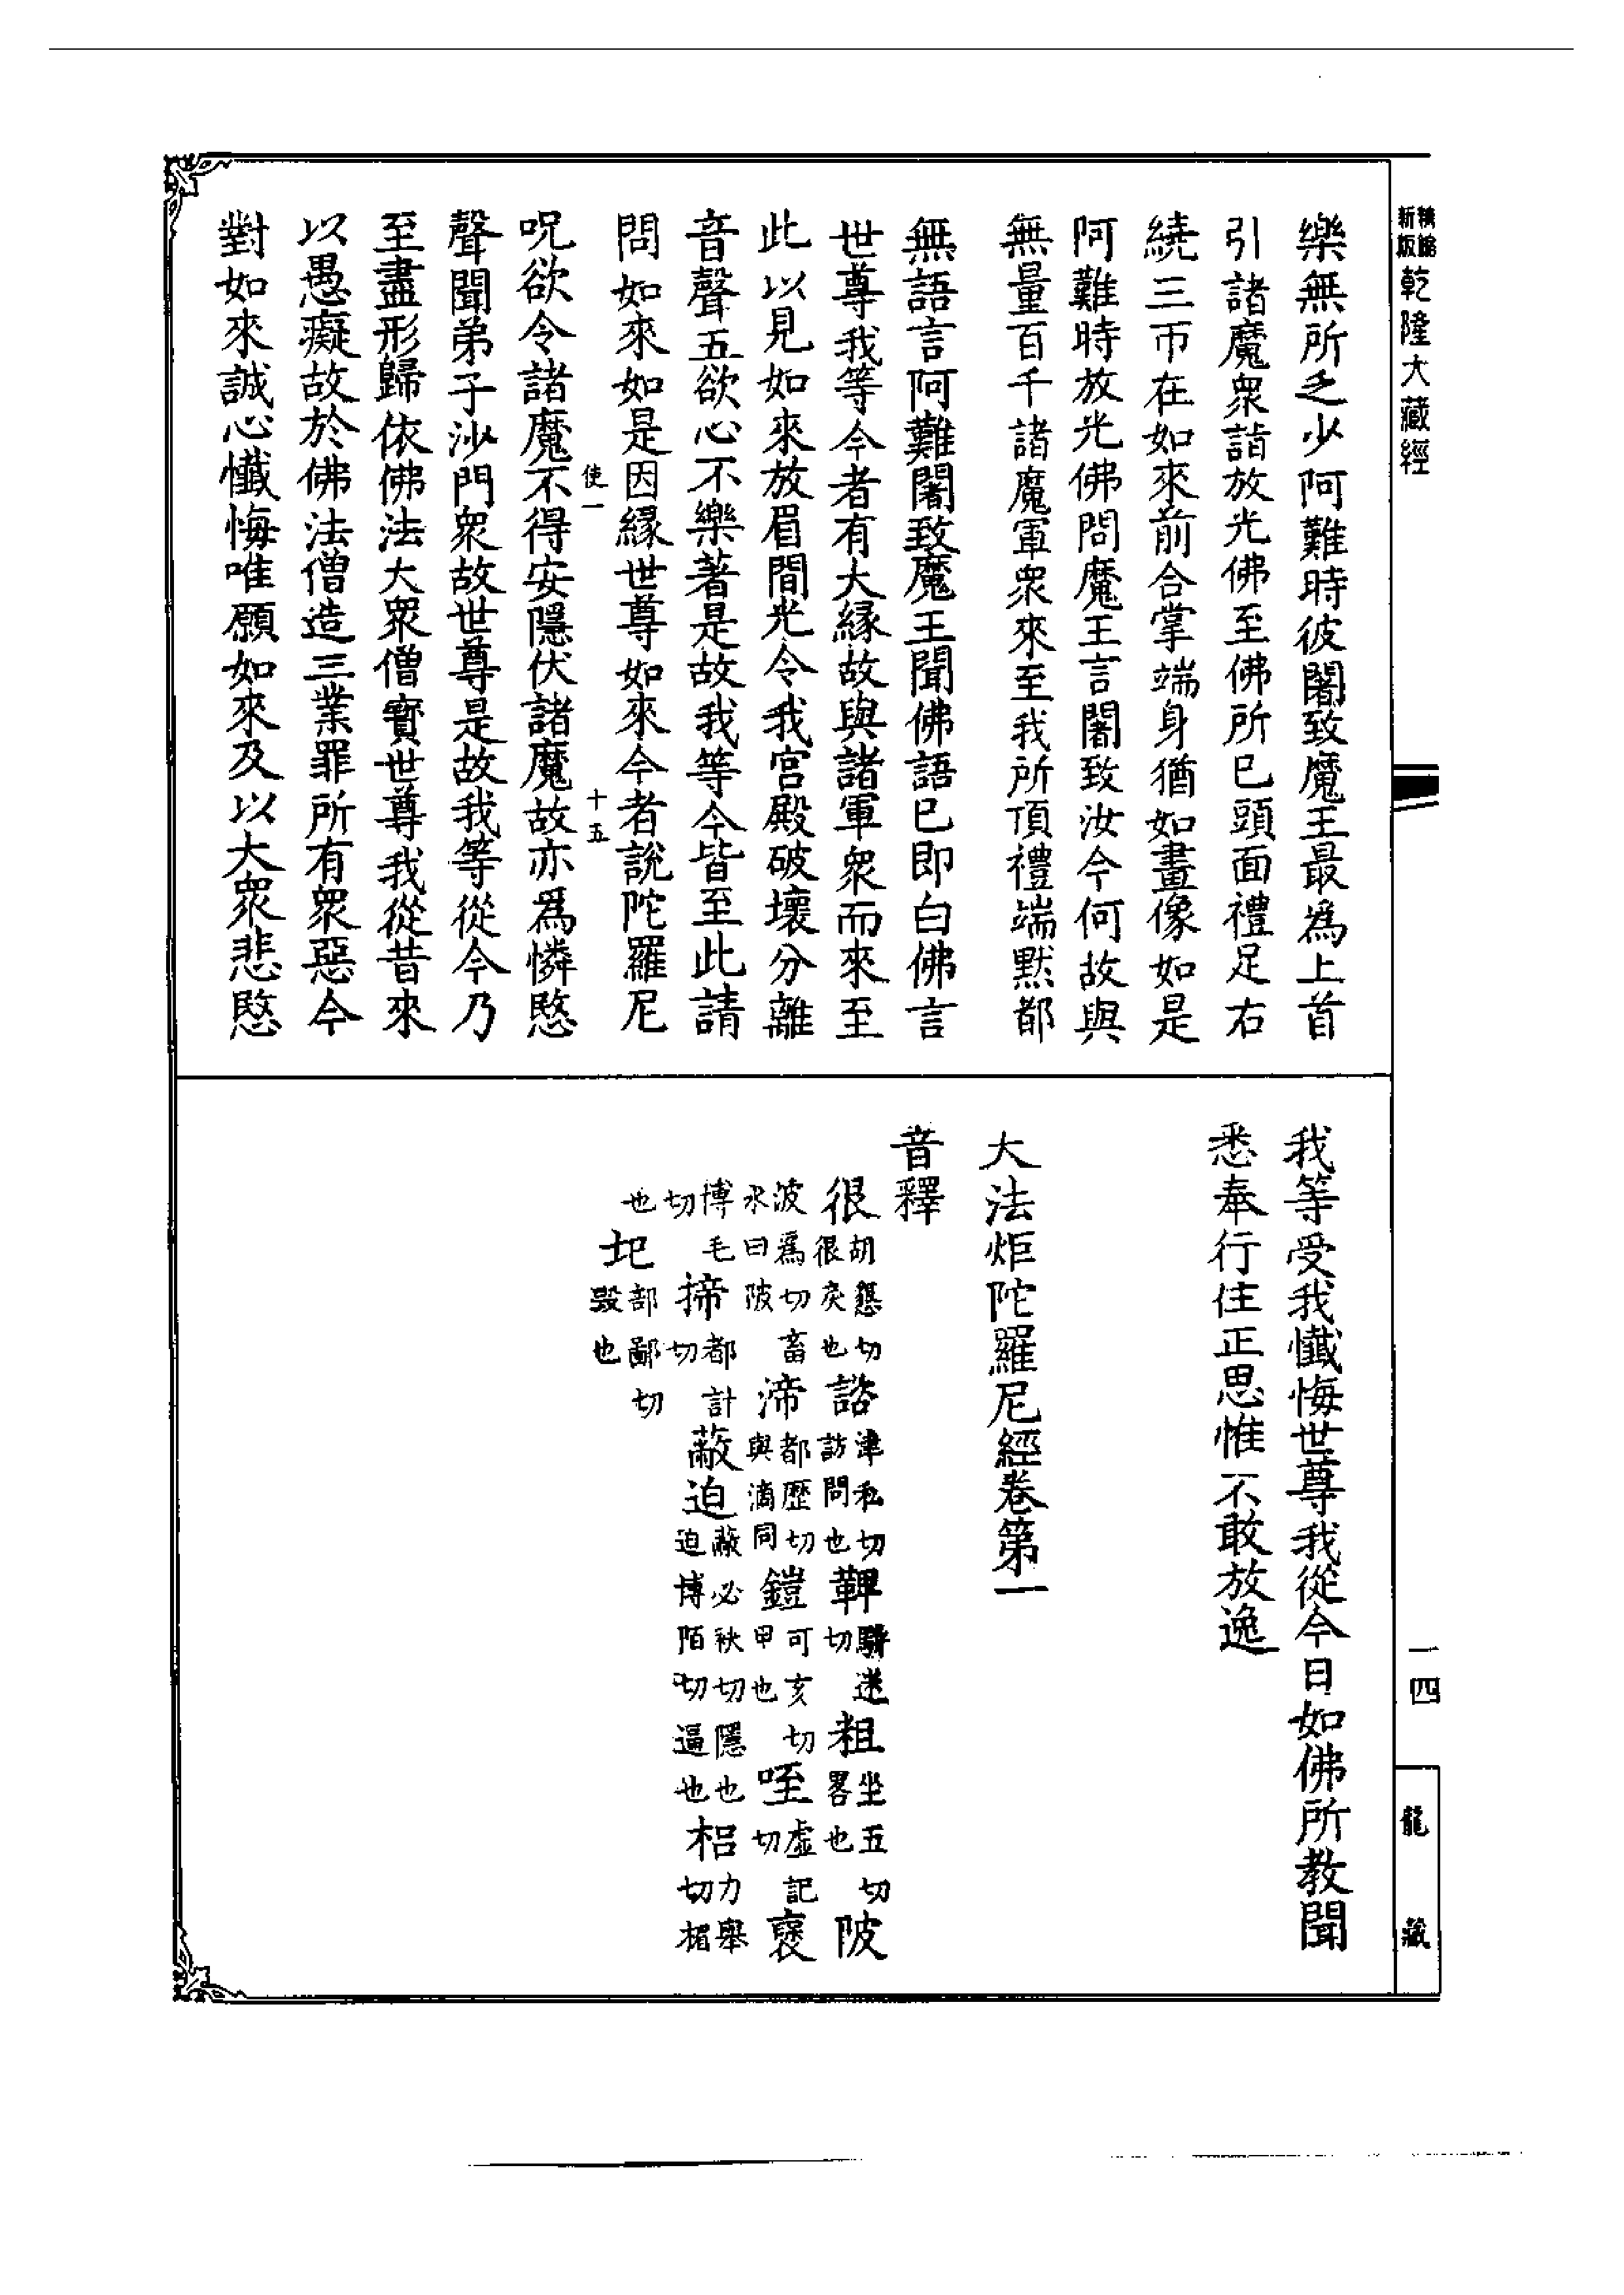 精編
新版
乾隆大藏經
樂無所乏少阿難時彼闍致魔王最為上首
引諸魔衆詣放光佛至佛所已頭面禮足右
繞三帀在如來前合掌端身猶如畫像如是
阿難時放光佛問魔王言闍致汝今何故與
無量百千諸魔軍衆來至我所頂禮端默都
無語言阿難闍致魔王聞佛語已即白佛言
世尊我等今者有大緣故與諸軍衆而來至
此以見如來放眉間光令我宮殿破壞分離
音聲五欲心不樂著是故我等今皆至此請
問如來如是因緣世尊如來今者說陀羅尼
使一
十五
呪欲令諸魔不得安隱伏諸魔故亦為憐愍
聲聞弟子沙門衆故世尊是故我等從今乃
至盡形歸依佛法大衆僧寶世尊我從昔來
以愚癡故於佛法僧造三業罪所有衆惡今
對如來誠心懺悔唯願如來及以大衆悲愍
我等受我懺悔世尊我從今日如佛所教聞
悉奉行住正思惟不敢放逸
大法炬陀羅尼經卷第一
音釋
很胡懇切很戾也諮津私切訪問也鞞騈迷切粗坐五切畧也陂
波為切畜水曰陂渧都歷切與滴同鎧可亥切甲也咥虛記切裦
博毛切揥都計切蔽迫蔽必袂切隱也迫博陌切逼也梠力舉切楣
也圮部鄙切毀也
一四
龍藏